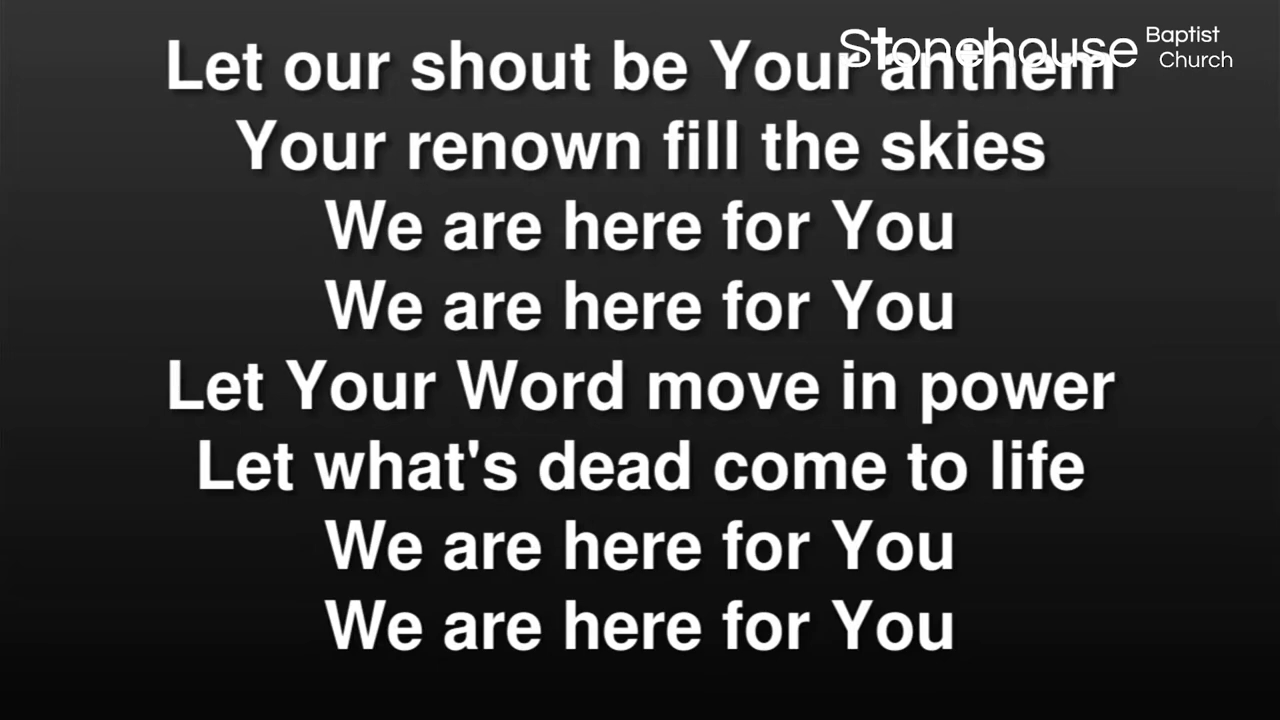 Stonehouse Baptist
Church
Let our shout be Your anthem
Your renown fill the skies
We are here for You
We are here for You
Let Your Word move in power
Let what's dead come to life
We are here for You
We are here for You